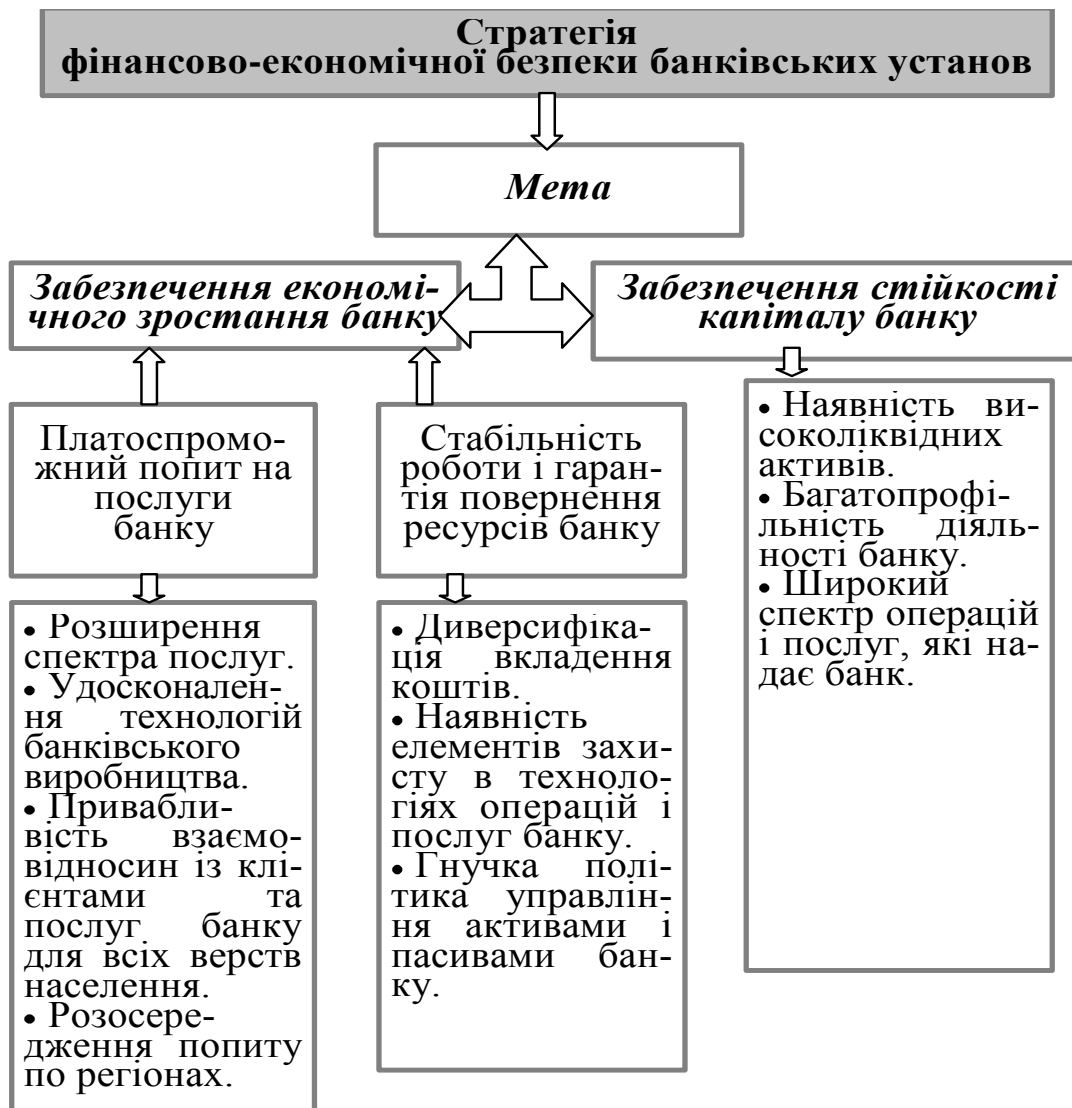 Стратегія
фінансово-економічної безпеки банківських установ
Мета
Забезпечення економі-
чного зростання банку
Забезпечення стійкості
капіталу банку
Платоспромо-
жний попит на
послуги
банку
Стабільність
роботи і гаран-
тія повернення
ресурсів банку
• Наявність ви-
соколіквідних
активів.
• Багатопрофі-
льність діяль-
ності банку.
• Широкий
спектр операцій
і послуг, які на-
дає банк.
• Розширення
спектра послуг.
• Удосконален-
ня технологій
банківського
виробництва.
• Привабли-
вість взаємо-
відносин із клі-
єнтами та
послуг банку
для всіх верств
населення.
• Розосере-
дження попиту
по регіонах.
• Диверсифіка-
ція вкладення
коштів.
• Наявність
елементів захи-
сту в техноло-
гіях операцій і
послуг банку.
• Гнучка полі-
тика управлін-
ня активами і
пасивами бан-
ку.